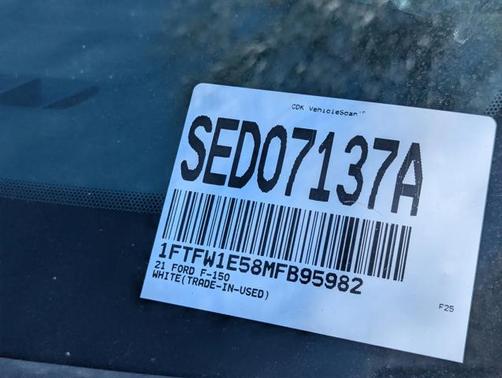 CDK VehicleScan™
SED07137A
1FTFW1E58MFB95982
21 FORD F-150
WHITE(TRADE-IN-USED)
F25